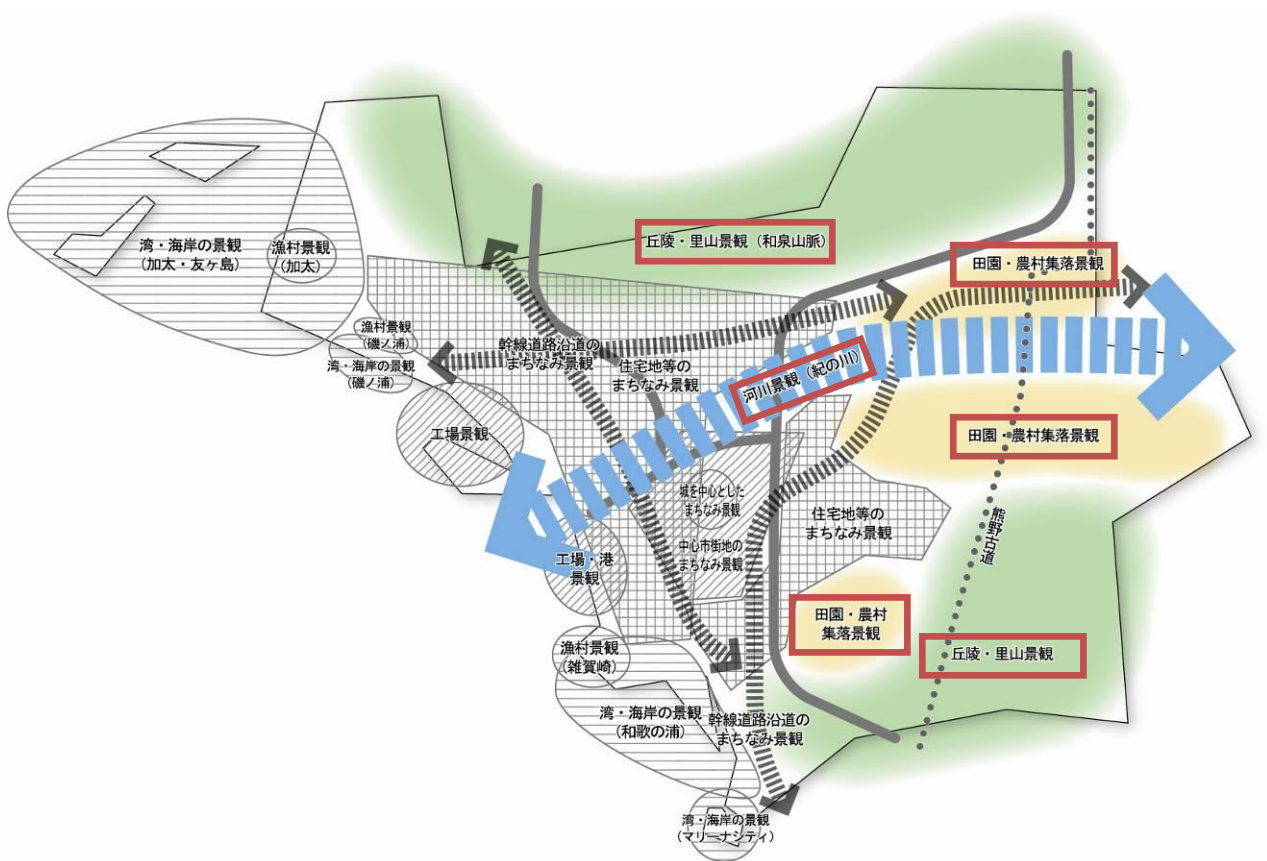 丘陵・里山景観（和泉山脈）
湾・海岸の景観
（加太・友ヶ島）
漁村景観
（加太）
田園・農村集落景観
漁村景観
（磯ノ浦）
湾・海岸の景観
（磯ノ浦）
幹線道路沿道の
まちなみ景観
住宅地等の
まちなみ景観
河川景観（紀の川）
工場景観
田園・農村集落景観
城を中心とした
まちなみ景観
住宅地等の
まちなみ景観
熊野古道
中心市街地の
まちなみ景観
工場・港
景観
田園・農村
集落景観
漁村景観
（雑賀崎）
丘陵・里山景観
湾・海岸の景観
（和歌の浦）
幹線道路沿道の
まちなみ景観
湾・海岸の景観
（マリーナシティ）